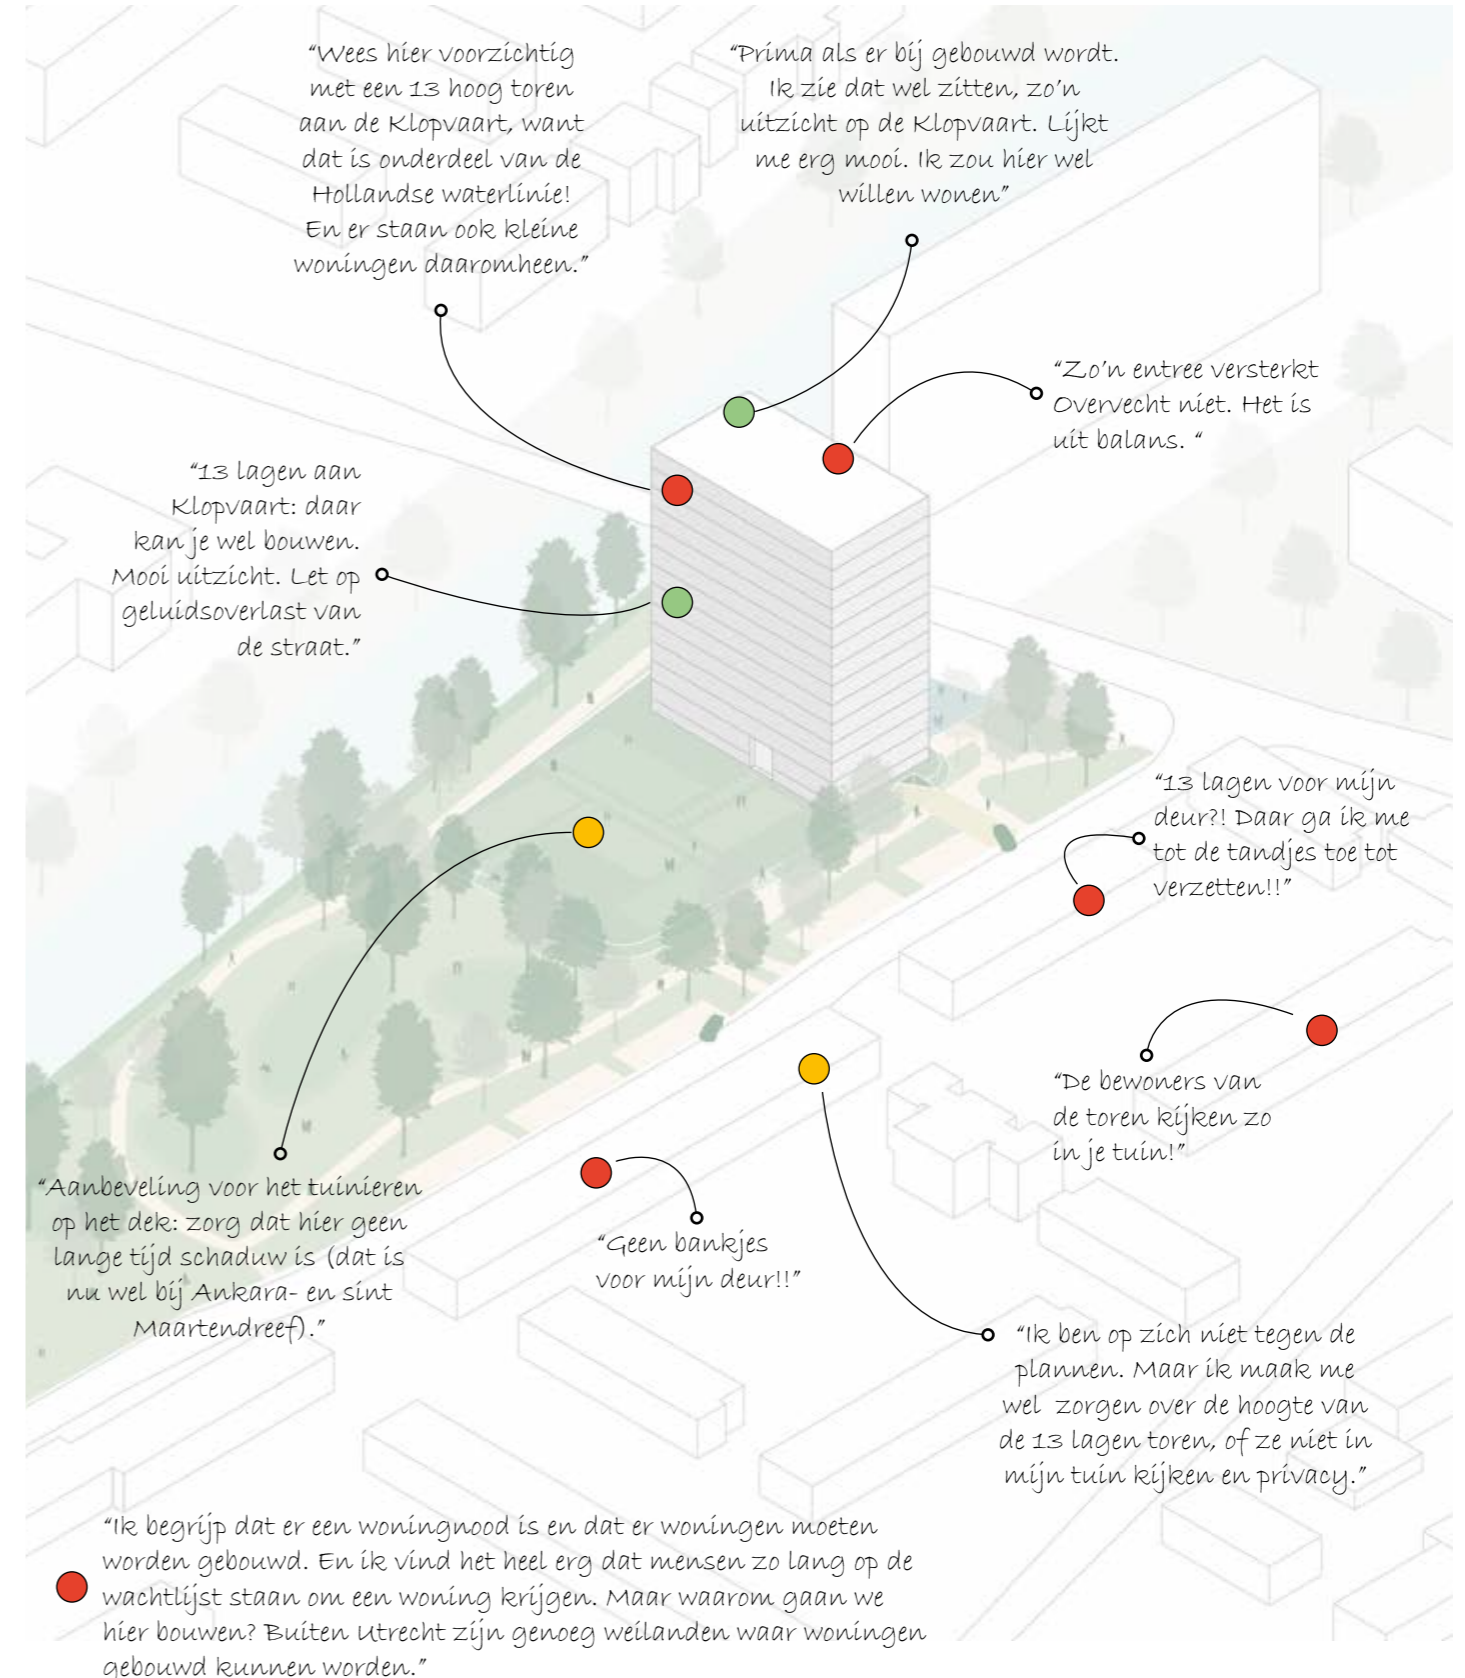 “Wees hier voorzichtig
met een 13 hoog toren
aan de Klopvaart, want
dat is onderdeel van de
Hollandse waterlinie!
En er staan ook kleine
woningen daaromheen.”
“Prima als er bij gebouwd wordt.
Ik zie dat wel zitten, zo’n
uitzicht op de Klopvaart. Lijkt
me erg mooi. Ik zou hier wel
willen wonen”
“Zo’n entree versterkt
Overvecht niet. Het is
uit balans. “
“13 lagen aan
Klopvaart: daar
kan je wel bouwen.
Mooi uitzicht. Let op
geluidsoverlast van
de straat.”
“13 lagen voor mijn
deur?! Daar ga ik me
tot de tandjes toe tot
verzetten!!”
“De bewoners van
de toren kijken zo
in je tuin!”
“Aanbeveling voor het tuinieren
op het dek: zorg dat hier geen
lange tijd schaduw is (dat is
nu wel bij Ankara- en sint
Maartendreef).”
“Geen bankjes
voor mijn deur!!”
“Ik ben op zich niet tegen de
plannen. Maar ik maak me
wel zorgen over de hoogte van
de 13 lagen toren, of ze niet in
mijn tuin kijken en privacy.”
“Ik begrijp dat er een woningnood is en dat er woningen moeten
worden gebouwd. En ik vind het heel erg dat mensen zo lang op de
wachtlijst staan om een woning krijgen. Maar waarom gaan we
hier bouwen? Buiten Utrecht zijn genoeg weilanden waar woningen
gebouwd kunnen worden.”